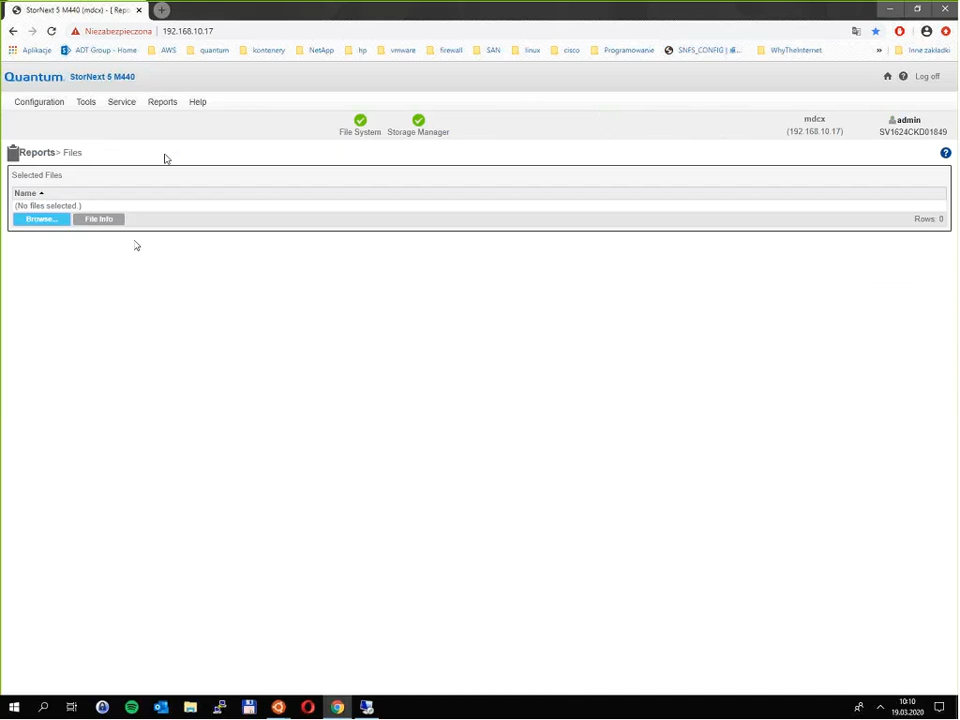 StorNext 5 M440 (mdcx) - [ Repo
Niezabezpieczona 192.168.10.17
Aplikacje ADT Group - Home AWS quantum kontenery NetApp hp vmware firewall SAN linux cisco Programowanie SNFS_CONFIG | WhyTheInternet » Inne zakładki
Quantum. StorNext 5 M440 Log off
Configuration Tools Service Reports Help
File System Storage Manager
mdcx
(192.168.10.17)
admin
SV1624CKD01849
Reports> Files
Selected Files
Name
(No files selected.)
Browse... File Info Rows: 0
10:10
19.03.2020